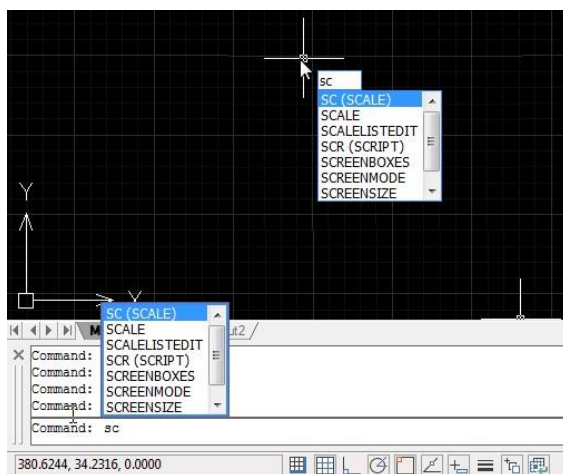 sc
SC (SCALE)
SCALE
SCALELISTEDIT
SCR (SCRIPT)
SCREENBOXES
SCREENMODE
SCREENSIZE
Y
X
SC (SCALE)
SCALE
SCALELISTEDIT
SCR (SCRIPT)
SCREENBOXES
SCREENMODE
SCREENSIZE
M ut2
Command:
Command:
Command:
Command:
Command: sc
380.6244, 34.2316, 0.0000